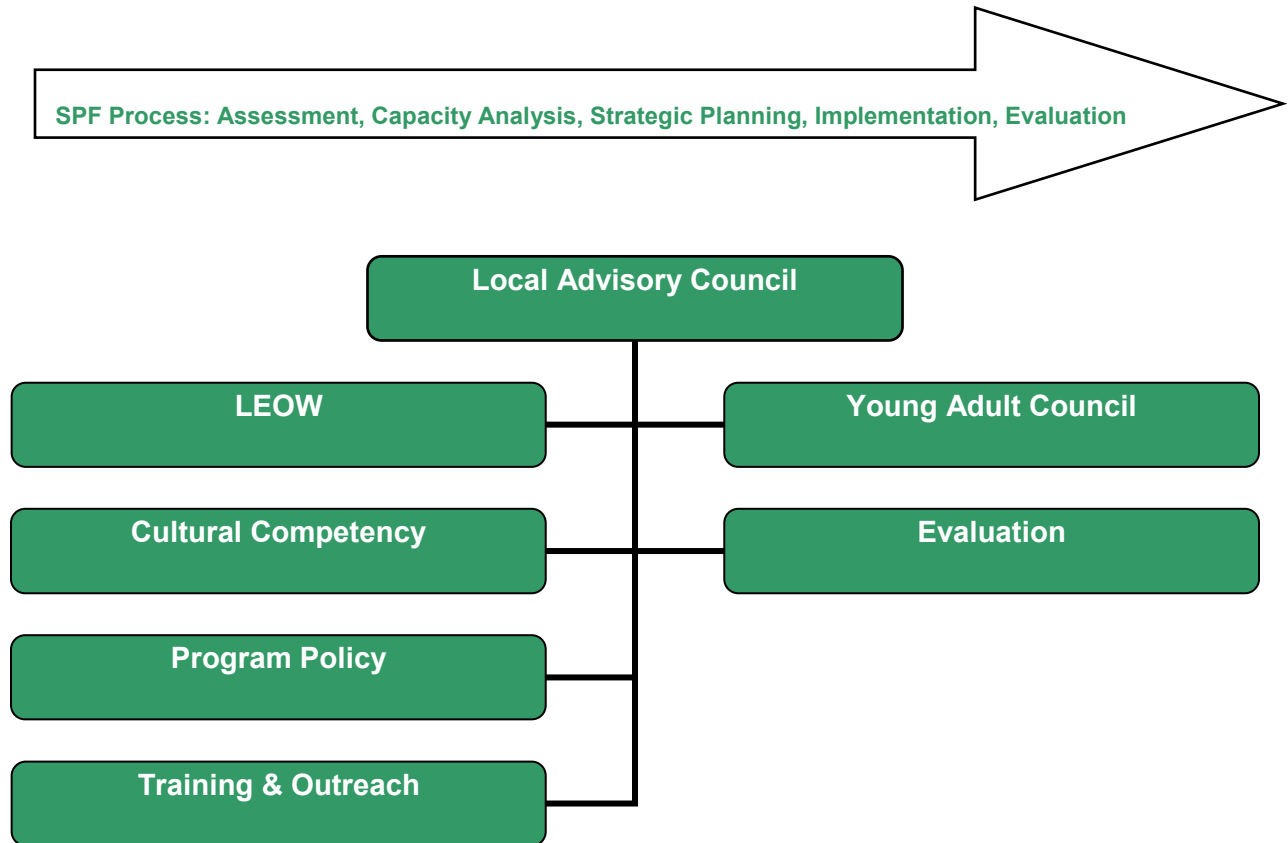 SPF Process: Assessment, Capacity Analysis, Strategic Planning, Implementation, Evaluation
Local Advisory Council
LEOW
Young Adult Council
Cultural Competency
Evaluation
Program Policy
Training & Outreach